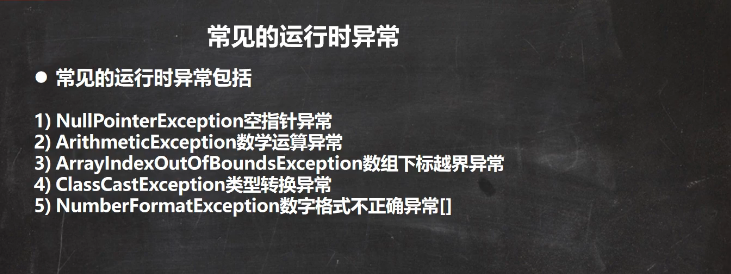 常见的运行时异常
● 常见的运行时异常包括
1) NullPointerException空指针异常
2) ArithmeticException数学运算异常
3) ArrayIndexOutOfBoundsException数组下标越界异常
4) ClassCastException类型转换异常
5) NumberFormatException数字格式不正确异常[]